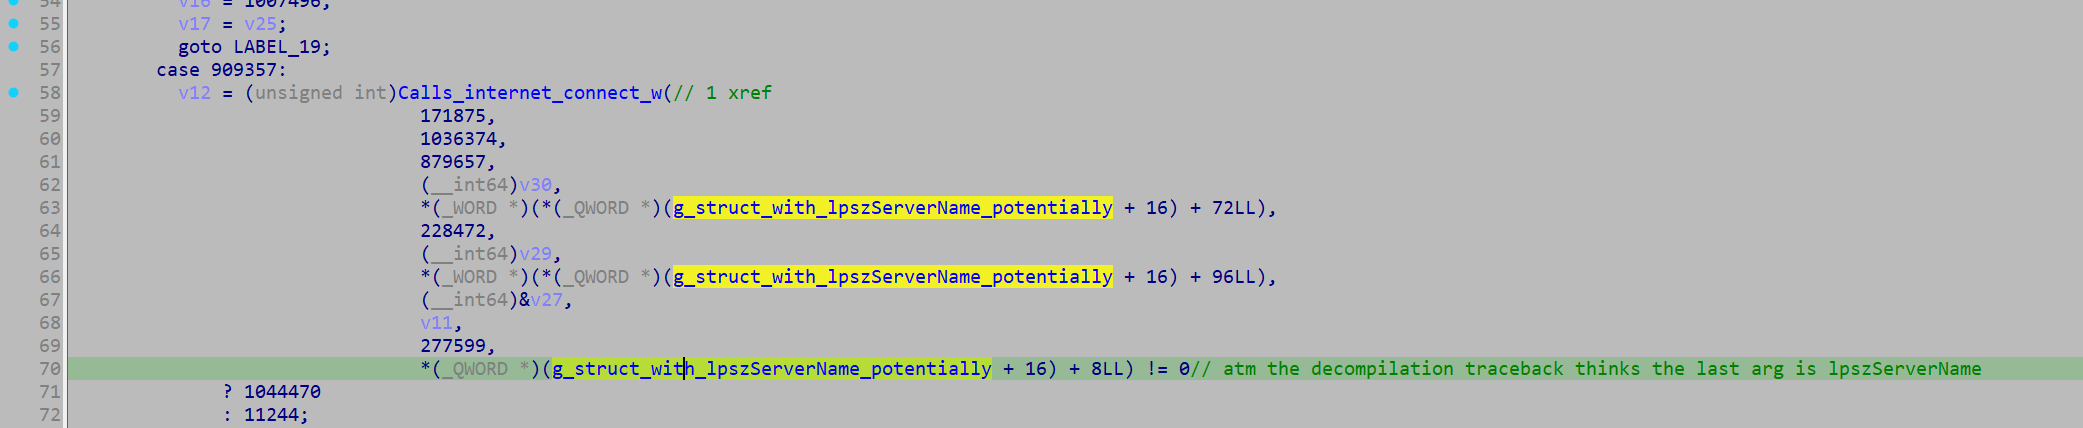 54 v16 = 1007496;
55 v17 = v25;
56 goto LABEL_19;
57 case 909357:
58 v12 = (unsigned int)Calls_internet_connect_w(// 1 xref
59 171875,
60 1036374,
61 879657,
62 (__int64)v30,
63 *(_WORD *)(*(_QWORD *)(g_struct_with_lpszServerName_potentially + 16) + 72LL),
64 228472,
65 (__int64)v29,
66 *(_WORD *)(*(_QWORD *)(g_struct_with_lpszServerName_potentially + 16) + 96LL),
67 (__int64)&v27,
68 v11,
69 277599,
70 *(_QWORD *)(g_struct_with_lpszServerName_potentially + 16) + 8LL) != 0// atm the decompilation traceback thinks the last arg is lpszServerName
71 ? 1044470
72 : 11244;